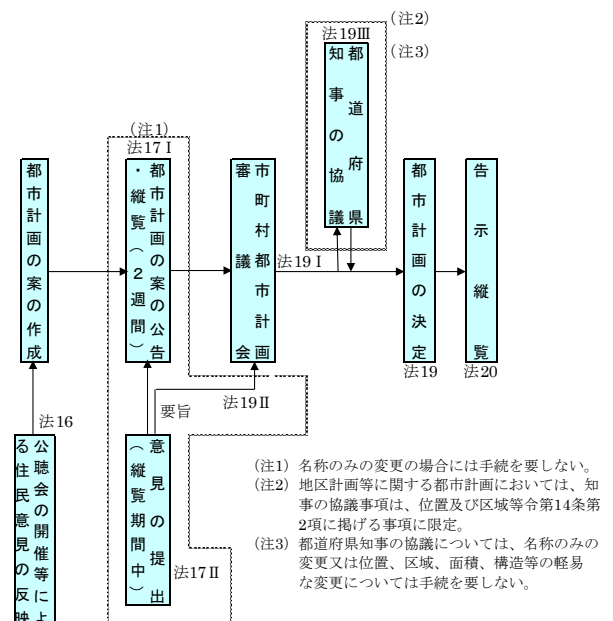 (注2)
法19Ⅲ
(注3)
都道府県
知事の協議
(注1)
法17Ⅰ
都市計画の案の作成
都市計画の案の公告
・縦覧（2週間）
市町村都市計画
審議会
法19Ⅰ
都市計画の決定
告示縦覧
法19
法20
法16
要旨
法19Ⅱ
公聴会の開催等によ
る住民意見の反映
意見の提出
（縦覧期間中）
法17Ⅱ
(注1) 名称のみの変更の場合には手続を要しない。
(注2) 地区計画等に関する都市計画においては、知
事の協議事項は、位置及び区域等令第14条第
2項に掲げる事項に限定。
(注3) 都道府県知事の協議については、名称のみの
変更又は位置、区域、面積、構造等の軽易
な変更については手続を要しない。